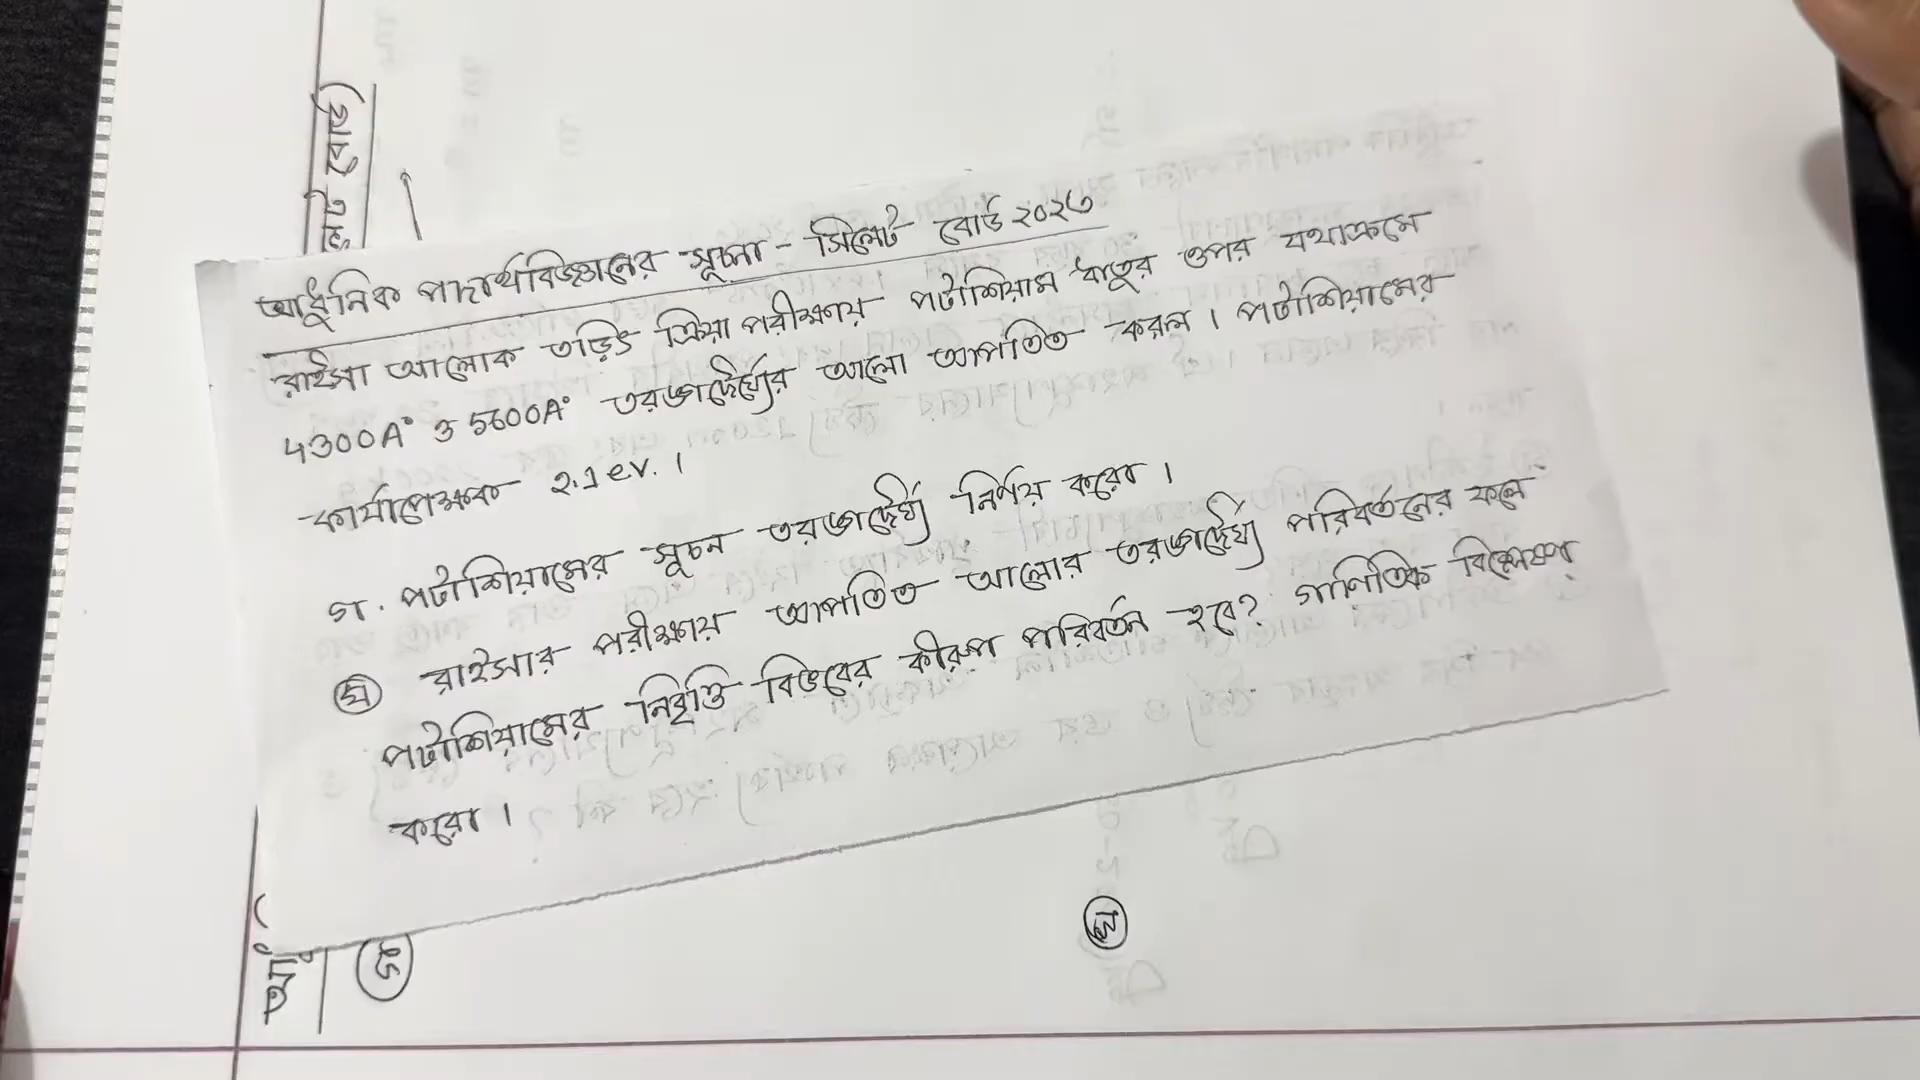 আধুনিক পদার্থবিজ্ঞানের সূচনা - সিলেট বোর্ড ২০২৩
রাইসা আলোক তড়িৎ ক্রিয়া পরীক্ষায় পটাশিয়াম ধাতুর ওপর যথাক্রমে
4300A° ও 5600A° তরঙ্গদৈর্ঘ্যের আলো আপতিত করল। পটাশিয়ামের
কার্যাপেক্ষক ২.1 ev.।
গ. পটাশিয়ামের সূচন তরঙ্গদৈর্ঘ্য নির্ণয় করো।
ঘ রাইসার পরীক্ষায় আপতিত আলোর তরঙ্গদৈর্ঘ্য পরিবর্তনের ফলে
পটাশিয়ামের নিবৃত্তি বিভবের কীরূপ পরিবর্তন হবে? গাণিতিক বিশ্লেষণ
করো।
বোর্ড)
ঘ